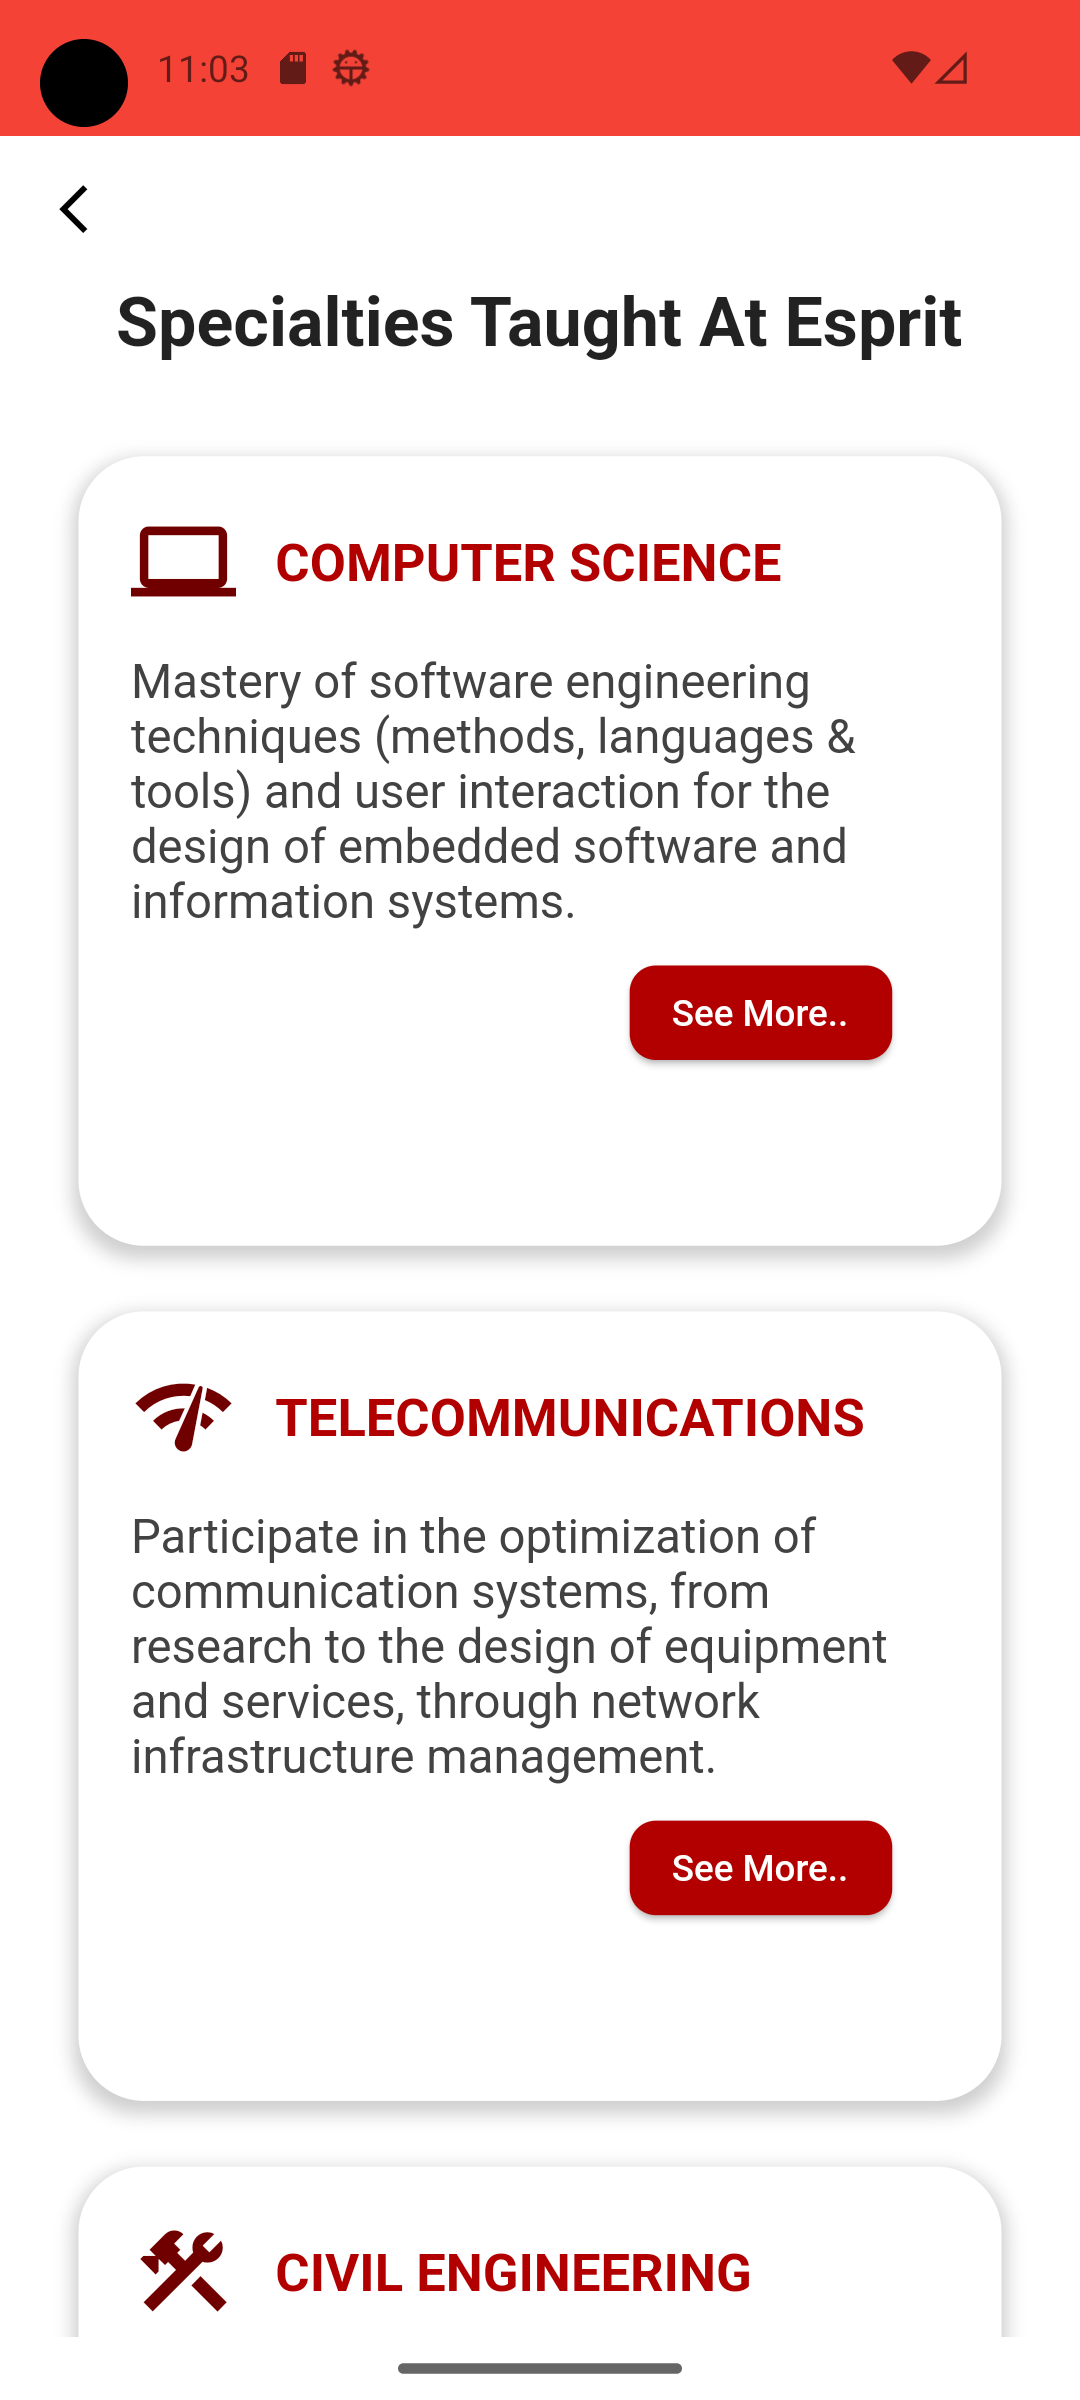 11:03
Specialties Taught At Esprit
COMPUTER SCIENCE
Mastery of software engineering
techniques (methods, languages &
tools) and user interaction for the
design of embedded software and
information systems.
See More..
TELECOMMUNICATIONS
Participate in the optimization of
communication systems, from
research to the design of equipment
and services, through network
infrastructure management.
See More..
CIVIL ENGINEERING